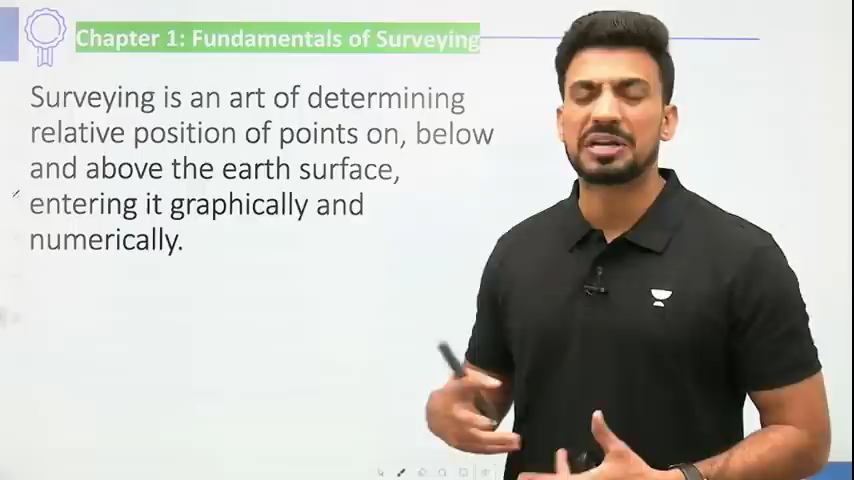 Chapter 1: Fundamentals of Surveying
Surveying is an art of determining
relative position of points on, below
and above the earth surface,
entering it graphically and
numerically.